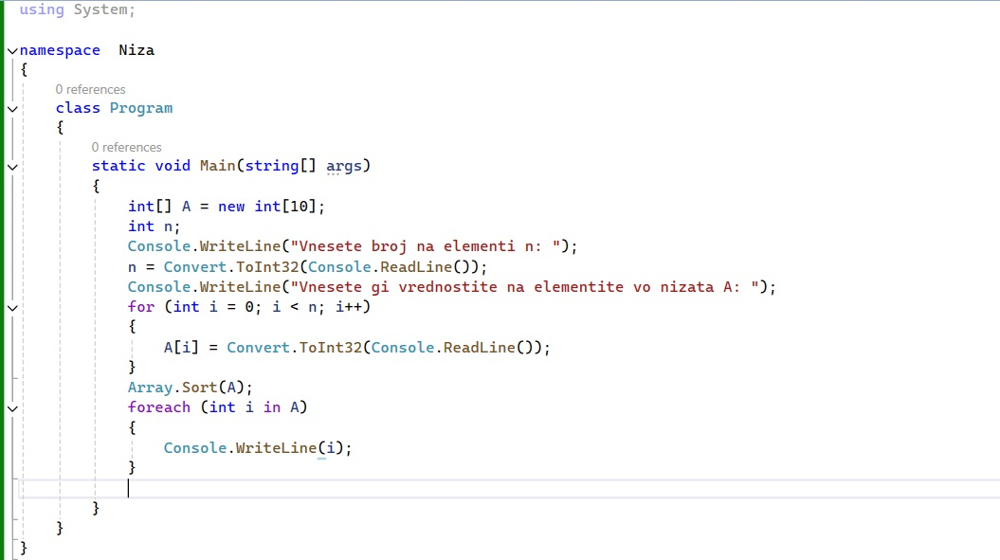 using System;
namespace  Niza
{
0 references
class Program
{
0 references
static void Main(string[] args)
{
int[] A = new int[10];
int n;
Console.WriteLine("Vnesete broj na elementi n: ");
n = Convert.ToInt32(Console.ReadLine());
Console.WriteLine("Vnesete gi vrednostite na elementite vo nizata A: ");
for (int i = 0; i < n; i++)
{
A[i] = Convert.ToInt32(Console.ReadLine());
}
Array.Sort(A);
foreach (int i in A)
{
Console.WriteLine(i);
}
}
}
}